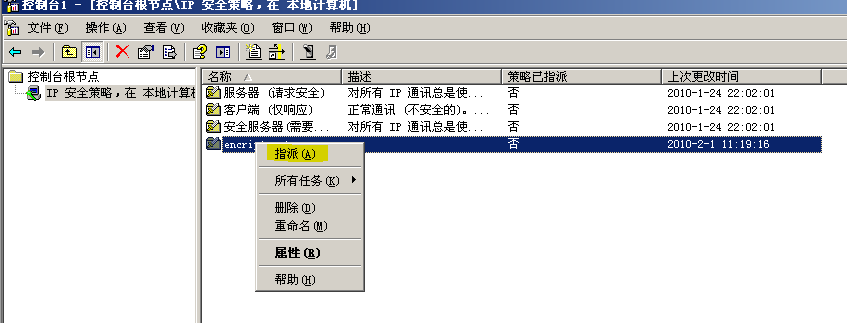 控制台1 - [控制台根节点\IP 安全策略，在 本地计算机]
文件(F) 操作(A) 查看(V) 收藏夹(O) 窗口(W) 帮助(H)
控制台根节点
IP 安全策略，在 本地计算机
名称 描述 策略已指派 上次更改时间
服务器 (请求安全) 对所有 IP 通讯总是使... 否 2010-1-24 22:02:01
客户端 (仅响应) 正常通讯 (不安全的)。... 否 2010-1-24 22:02:01
安全服务器(需要... 对所有 IP 通讯总是使... 否 2010-1-24 22:02:01
否 2010-2-1 11:19:16
指派(A)
所有任务(K)
删除(D)
重命名(M)
属性(R)
帮助(H)